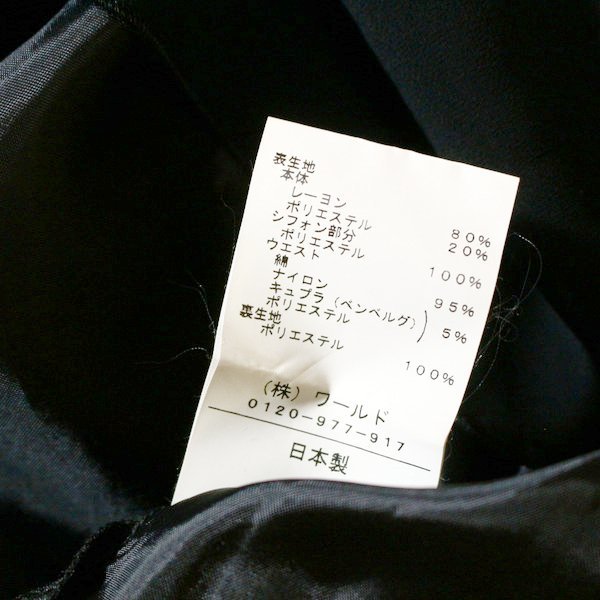 表生地
本体
レーヨン 80%
ポリエステル 20%
シフォン部分
ポリエステル 100%
ウエスト
綿 95%
ナイロン
キュプラ(ベンベルグ)
ポリエステル ) 5%
裏生地
ポリエステル 100%
(株) ワールド
0120-977-917
日本製